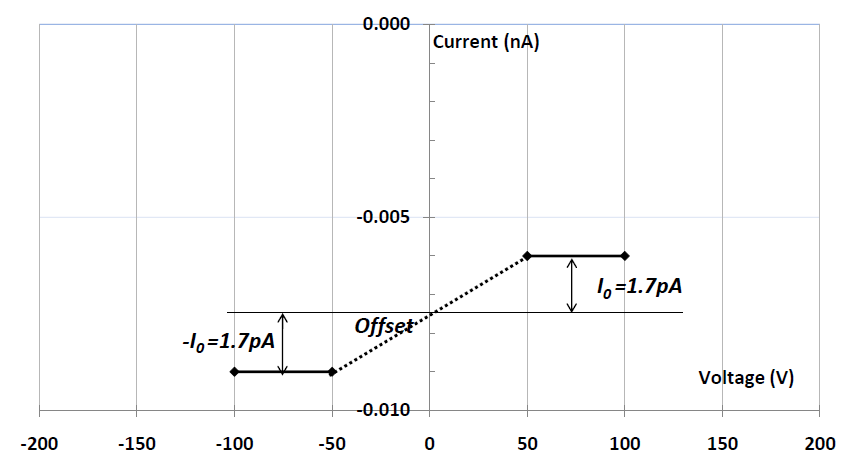 0.000
Current (nA)
-0.005
I0=1.7pA
Offset
-I0=1.7pA
Voltage (V)
-0.010
-200 -150 -100 -50 0 50 100 150 200